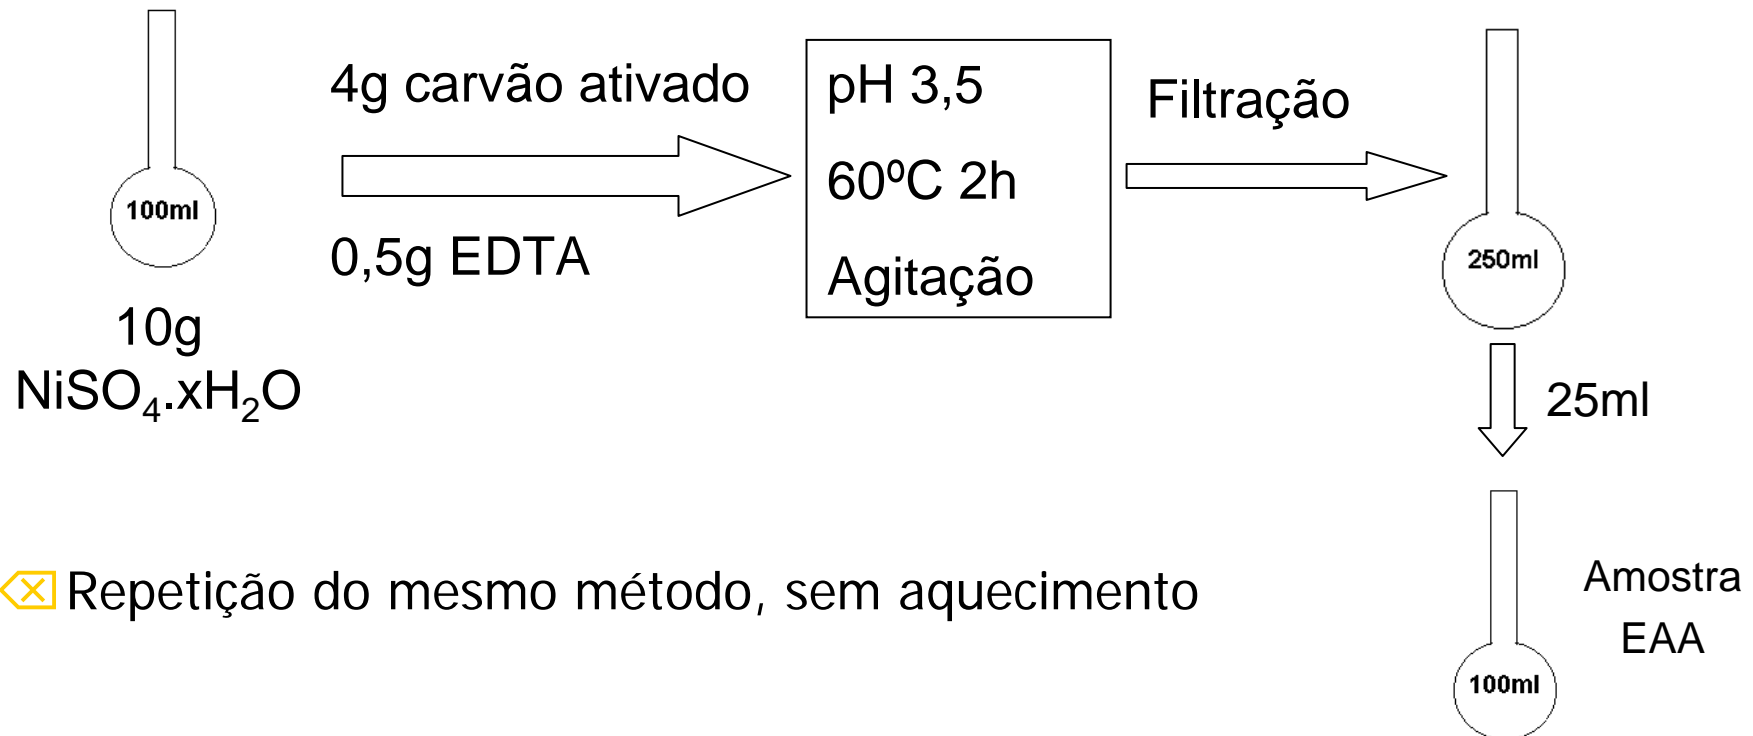 100ml
10g
NiSO₄.xH₂O
4g carvão ativado
0,5g EDTA
pH 3,5
60ºC 2h
Agitação
Filtração
250ml
25ml
100ml
Amostra
EAA
Repetição do mesmo método, sem aquecimento